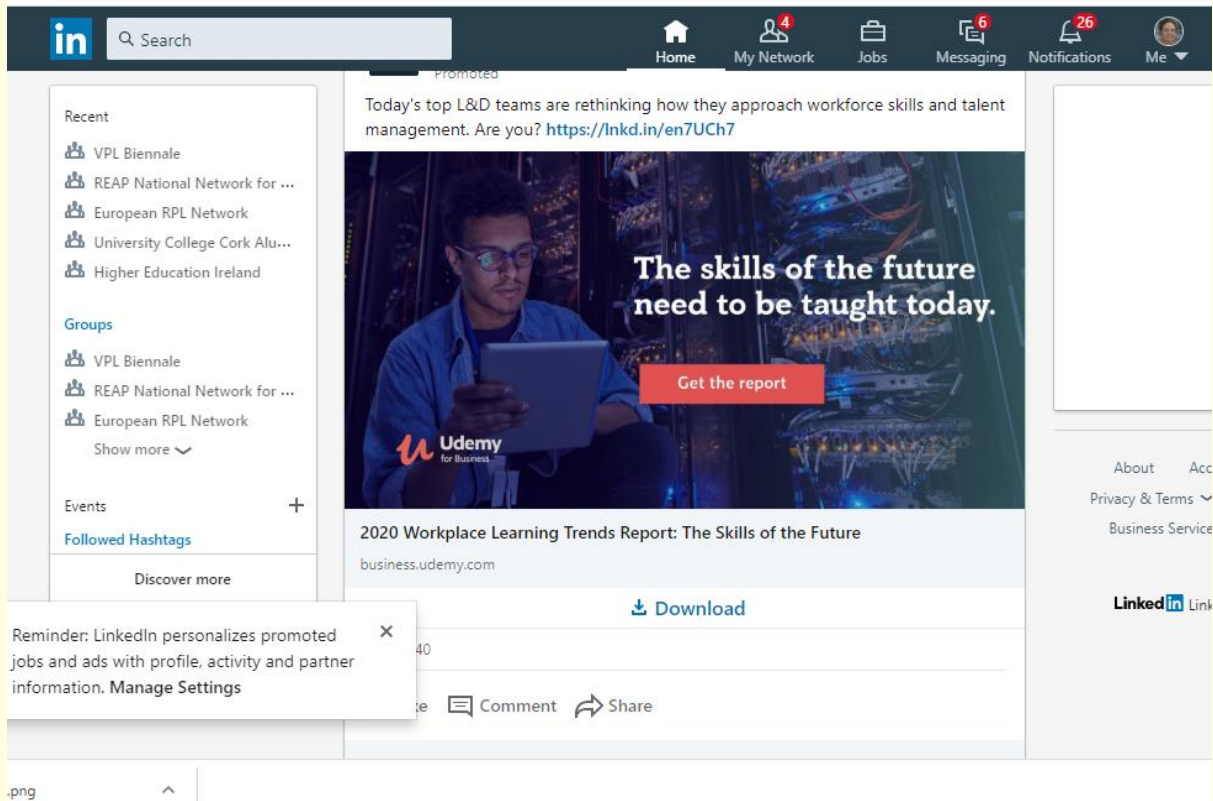 in
Search
Home
4
My Network
Jobs
6
Messaging
26
Notifications
Me
Recent
VPL Biennale
REAP National Network for ...
European RPL Network
University College Cork Alu...
Higher Education Ireland
Groups
VPL Biennale
REAP National Network for ...
European RPL Network
Show more
Events +
Followed Hashtags
Discover more
Reminder: LinkedIn personalizes promoted
jobs and ads with profile, activity and partner
information. Manage Settings
Promoted
Today's top L&D teams are rethinking how they approach workforce skills and talent
management. Are you? https://lnkd.in/en7UCh7
The skills of the future
need to be taught today.
Get the report
Udemy
for Business
2020 Workplace Learning Trends Report: The Skills of the Future
business.udemy.com
Download
40
Comment
Share
About
Privacy & Terms
Business Service
Linked in
.png